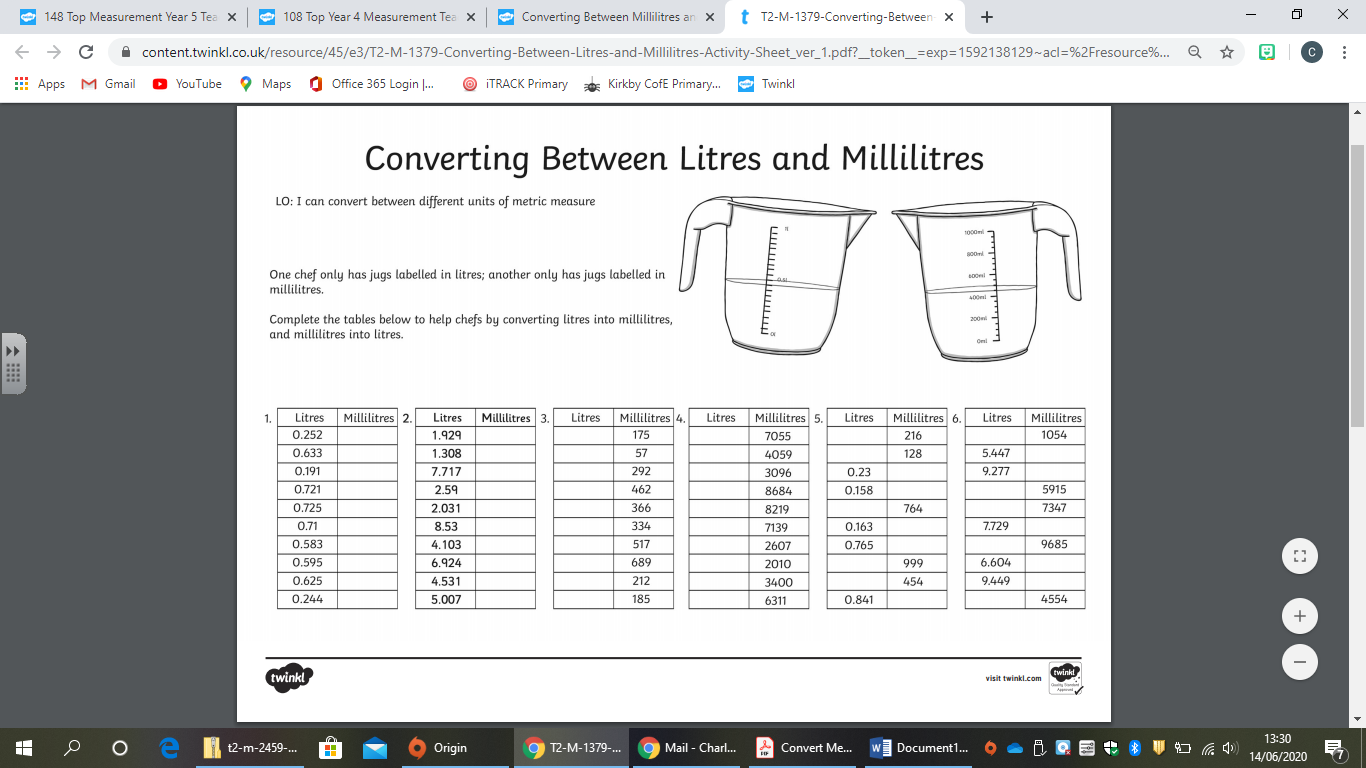 148 Top Measurement Year 5 Tea
108 Top Year 4 Measurement Tea
Converting Between Millilitres an
T2-M-1379-Converting-Between
content.twinkl.co.uk/resource/45/e3/T2-M-1379-Converting-Between-Litres-and-Millilitres-Activity-Sheet_ver_1.pdf?__token__=exp=1592138129~acl=%2Fresource%...
C
Apps Gmail YouTube Maps Office 365 Login |... iTRACK Primary Kirkby CofE Primary... Twinkl
Converting Between Litres and Millilitres
LO: I can convert between different units of metric measure
One chef only has jugs labelled in litres; another only has jugs labelled in
millilitres.
Complete the tables below to help chefs by converting litres into millilitres,
and millilitres into litres.
1l
0.5l
0l
1000ml
800ml
600ml
400ml
200ml
0ml
1. Litres Millilitres 2. Litres Millilitres 3. Litres Millilitres 4. Litres Millilitres 5. Litres Millilitres 6. Litres Millilitres
0.252 1.929 175 7055 216 1054
0.633 1.308 57 4059 128 5.447
0.191 7.717 292 3096 0.23 9.277
0.721 2.59 462 8684 0.158 5915
0.725 2.031 366 8219 764 7347
0.71 8.53 334 7139 0.163 7.729
0.583 4.103 517 2607 0.765 9685
0.595 6.924 689 2010 999 6.604
0.625 4.531 212 3400 454 9.449
0.244 5.007 185 6311 0.841 4554
twinkl
visit twinkl.com
twinkl
Quality Standard
Approved
t2-m-2459-... Origin T2-M-1379-... Mail - Charl... Convert Me... Document1...
13:30
14/06/2020
7